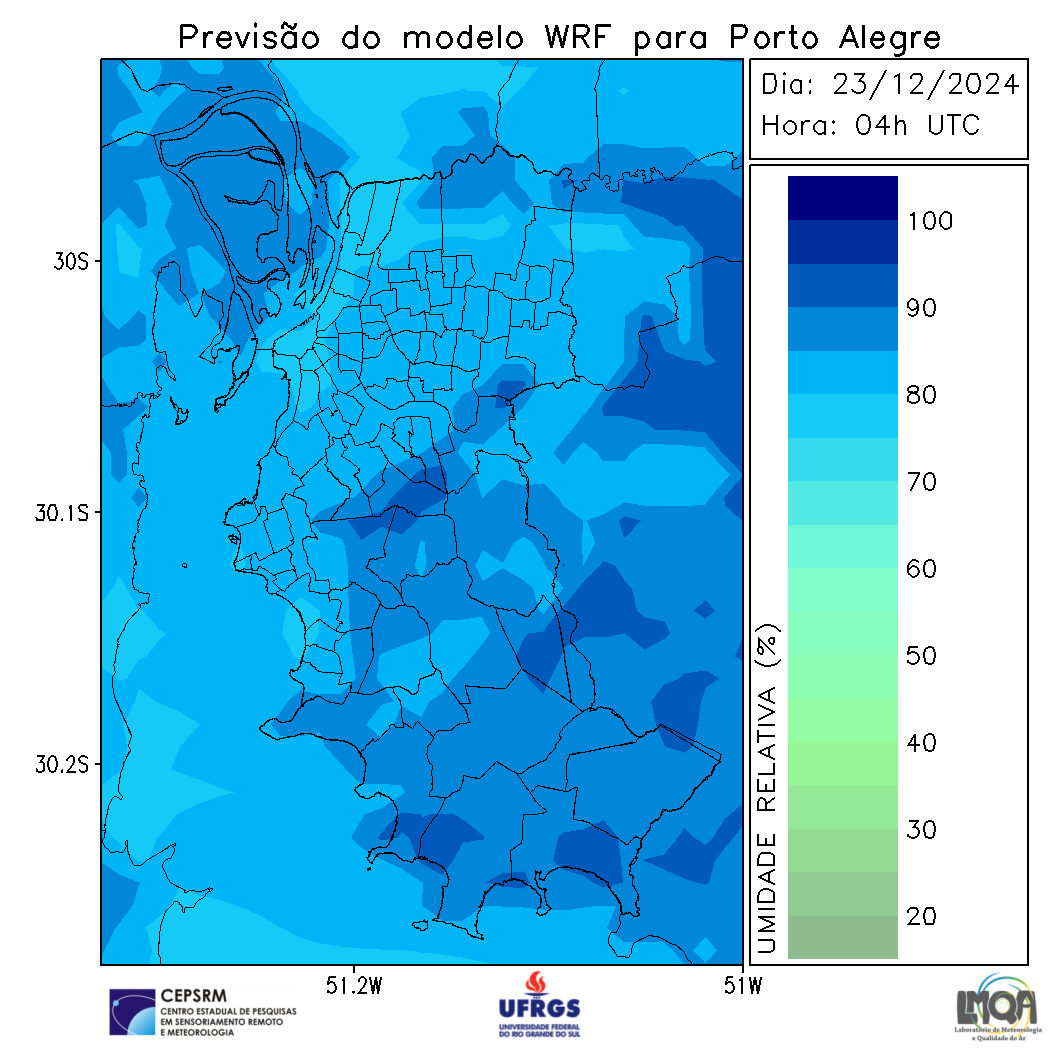 Previsão do modelo WRF para Porto Alegre
Dia: 23/12/2024
Hora: 04h UTC
30S
30.1S
30.2S
51.2W
51W
UMIDADE RELATIVA (%)
100
90
80
70
60
50
40
30
20
CEPSRM
CENTRO ESTADUAL DE PESQUISAS
EM SENSORIAMENTO REMOTO
E METEOROLOGIA
UFRGS
UNIVERSIDADE FEDERAL
DO RIO GRANDE DO SUL
LMQA
Laboratório de Meteorologia
e Qualidade do Ar